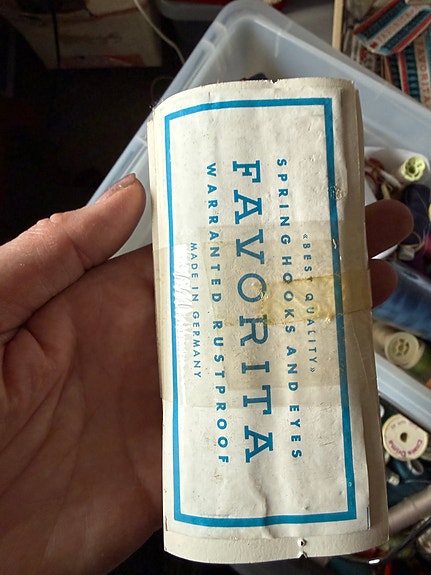 «BEST QUALITY»
SPRING HOOKS AND EYES
FAVORITA
WARRANTED RUSTPROOF
MADE IN GERMANY